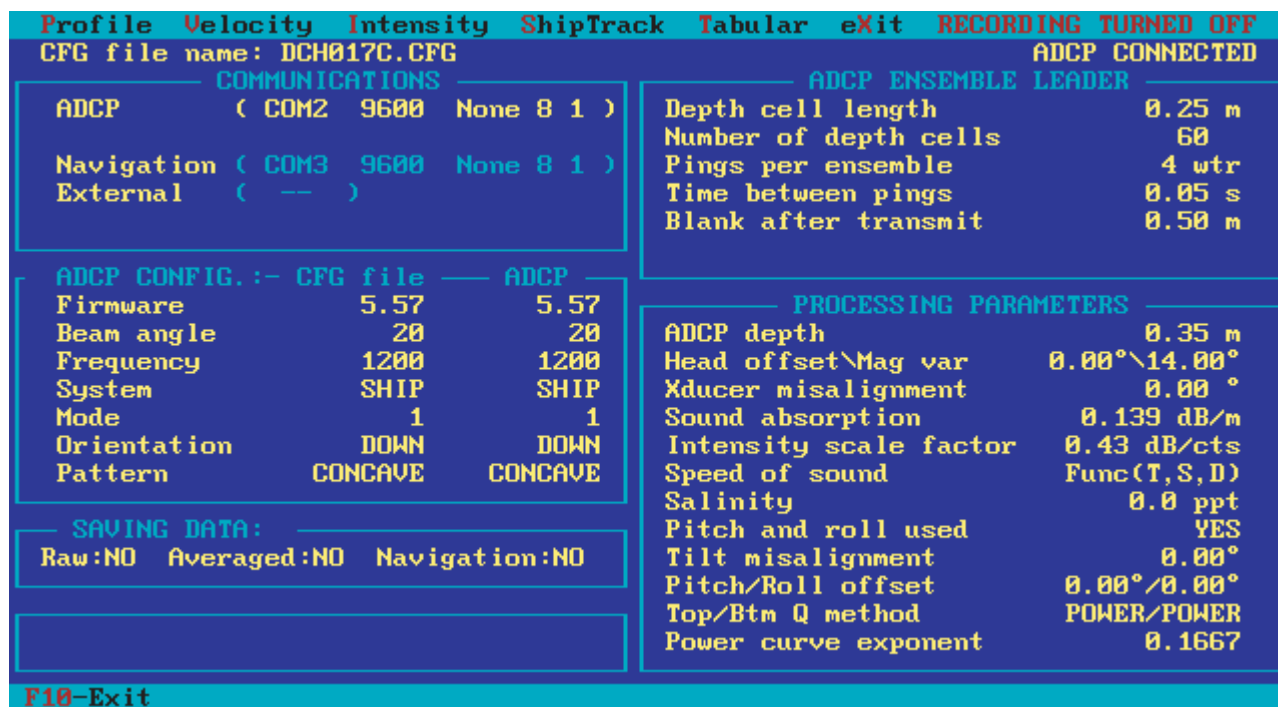 Profile Velocity Intensity ShipTrack Tabular eXit RECORDING TURNED OFF
CFG file name: DCH017C.CFG ADCP CONNECTED
COMMUNICATIONS
ADCP ( COM2 9600 None 8 1 )
Navigation ( COM3 9600 None 8 1 )
External ( -- )
ADCP CONFIG.:- CFG file ADCP
Firmware 5.57 5.57
Beam angle 20 20
Frequency 1200 1200
System SHIP SHIP
Mode 1 1
Orientation DOWN DOWN
Pattern CONCAVE CONCAVE
SAVING DATA:
Raw:NO Averaged:NO Navigation:NO
ADCP ENSEMBLE LEADER
Depth cell length 0.25 m
Number of depth cells 60
Pings per ensemble 4 wtr
Time between pings 0.05 s
Blank after transmit 0.50 m
PROCESSING PARAMETERS
ADCP depth 0.35 m
Head offset\Mag var 0.00°\14.00°
Xducer misalignment 0.00 °
Sound absorption 0.139 dB/m
Intensity scale factor 0.43 dB/cts
Speed of sound Func(T,S,D)
Salinity 0.0 ppt
Pitch and roll used YES
Tilt misalignment 0.00°
Pitch/Roll offset 0.00°/0.00°
Top/Btm Q method POWER/POWER
Power curve exponent 0.1667
F10-Exit